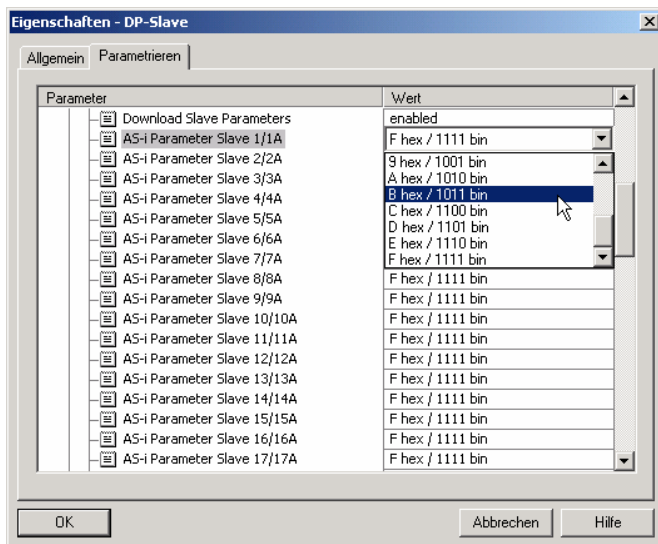 Eigenschaften - DP-Slave
Allgemein Parametrieren
Parameter Wert
Download Slave Parameters enabled
AS-i Parameter Slave 1/1A F hex / 1111 bin
AS-i Parameter Slave 2/2A 9 hex / 1001 bin
AS-i Parameter Slave 3/3A A hex / 1010 bin
AS-i Parameter Slave 4/4A B hex / 1011 bin
AS-i Parameter Slave 5/5A C hex / 1100 bin
AS-i Parameter Slave 6/6A D hex / 1101 bin
AS-i Parameter Slave 7/7A E hex / 1110 bin
F hex / 1111 bin
AS-i Parameter Slave 8/8A F hex / 1111 bin
AS-i Parameter Slave 9/9A F hex / 1111 bin
AS-i Parameter Slave 10/10A F hex / 1111 bin
AS-i Parameter Slave 11/11A F hex / 1111 bin
AS-i Parameter Slave 12/12A F hex / 1111 bin
AS-i Parameter Slave 13/13A F hex / 1111 bin
AS-i Parameter Slave 14/14A F hex / 1111 bin
AS-i Parameter Slave 15/15A F hex / 1111 bin
AS-i Parameter Slave 16/16A F hex / 1111 bin
AS-i Parameter Slave 17/17A F hex / 1111 bin
OK Abbrechen Hilfe